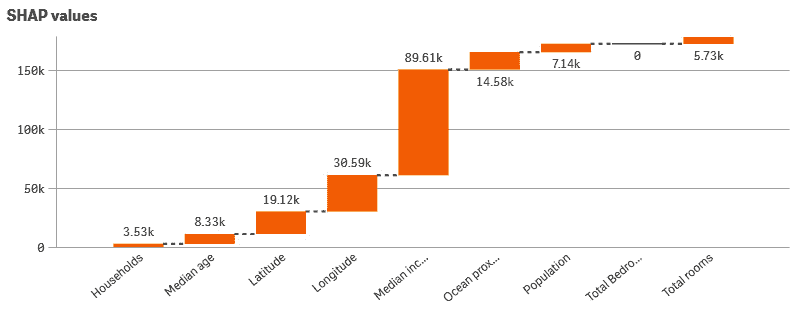 SHAP values
150k
100k
50k
0
3.53k
8.33k
19.12k
30.59k
89.61k
14.58k
7.14k
0
5.73k
Households
Median age
Latitude
Longitude
Median inc...
Ocean prox...
Population
Total Bedro...
Total rooms